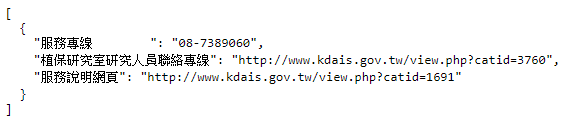 [
  {
    "服務專線        ": "08-7389060",
    "植保研究室研究人員聯絡專線": "http://www.kdais.gov.tw/view.php?catid=3760",
    "服務說明網頁": "http://www.kdais.gov.tw/view.php?catid=1691"
  }
]